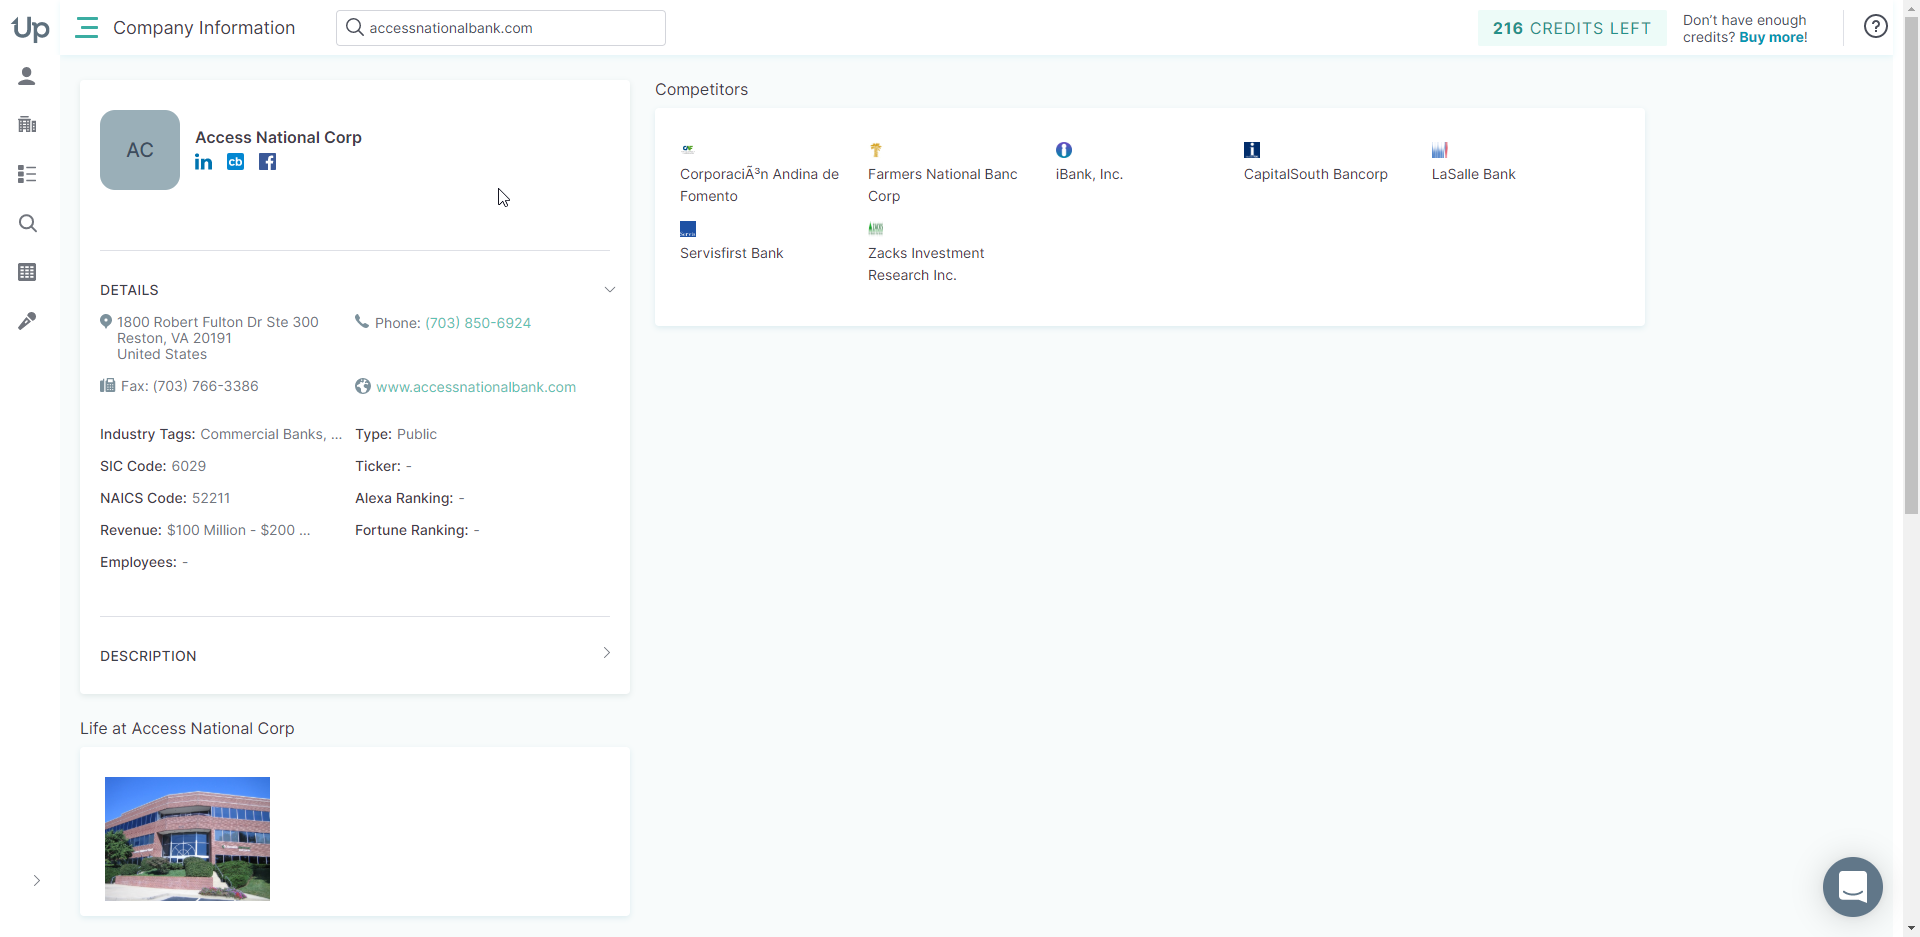 Up
Company Information
accessnationalbank.com
216 CREDITS LEFT
Don't have enough
credits? Buy more!
?
AC
Access National Corp
in
cb
f
DETAILS
1800 Robert Fulton Dr Ste 300
Reston, VA 20191
United States
Phone: (703) 850-6924
Fax: (703) 766-3386
www.accessnationalbank.com
Industry Tags: Commercial Banks, ...
Type: Public
SIC Code: 6029
Ticker: -
NAICS Code: 52211
Alexa Ranking: -
Revenue: $100 Million - $200 ...
Fortune Ranking: -
Employees: -
DESCRIPTION
Life at Access National Corp
Competitors
CorporaciÃ³n Andina de
Fomento
Farmers National Banc
Corp
iBank, Inc.
CapitalSouth Bancorp
LaSalle Bank
Servisfirst Bank
Zacks Investment
Research Inc.